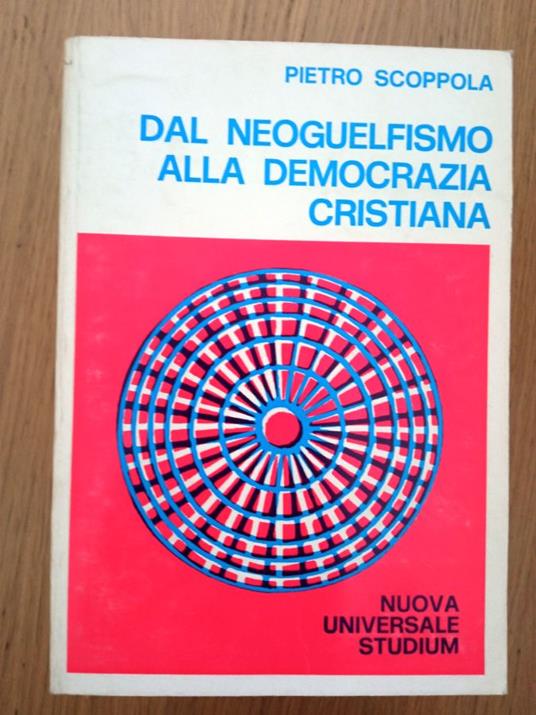 PIETRO SCOPPOLA
DAL NEOGUELFISMO
ALLA DEMOCRAZIA
CRISTIANA
NUOVA
UNIVERSALE
STUDIUM